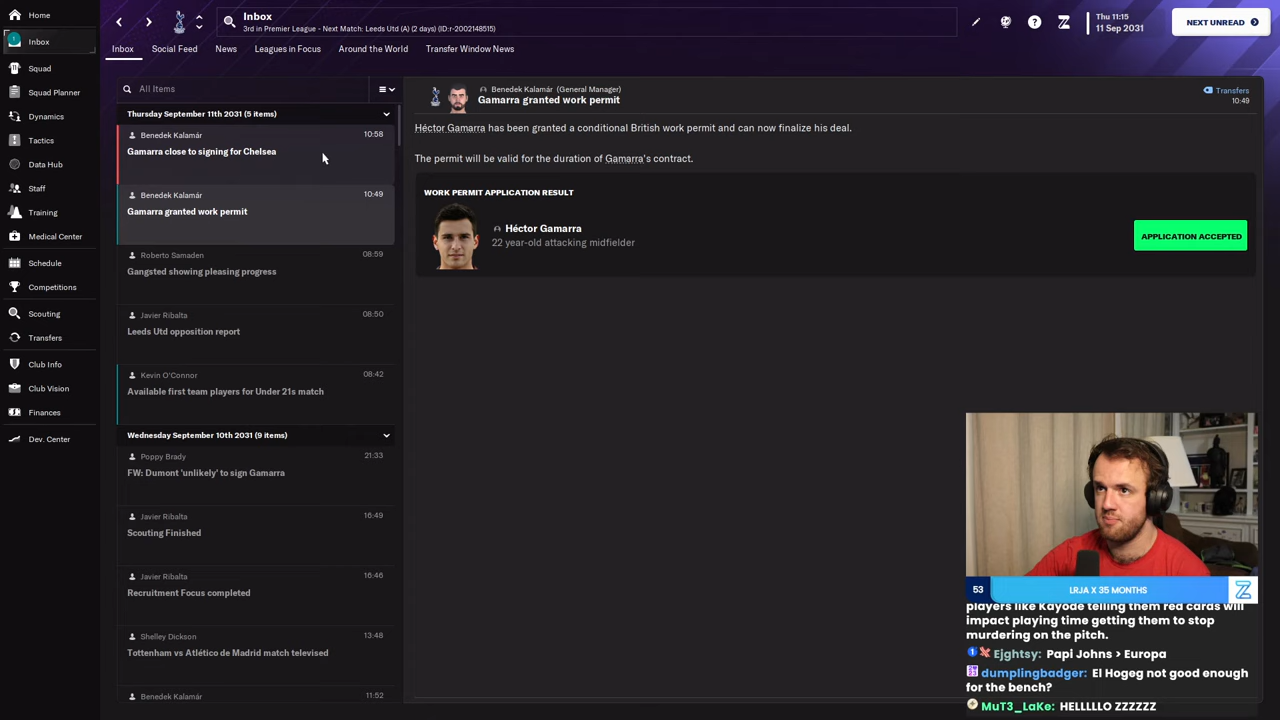 Home
Inbox
Squad
Squad Planner
Dynamics
Tactics
Data Hub
Staff
Training
Medical Center
Schedule
Competitions
Scouting
Transfers
Club Info
Club Vision
Finances
Dev. Center
Inbox
3rd in Premier League - Next Match: Leeds Utd (A) (2 days) (ID:r-2002148515)
Thu 11:15
11 Sep 2031
NEXT UNREAD
Inbox Social Feed News Leagues in Focus Around the World Transfer Window News
All Items
Thursday September 11th 2031 (5 items)
Benedek Kalamár 10:58
Gamarra close to signing for Chelsea
Benedek Kalamár 10:49
Gamarra granted work permit
Roberto Samaden 08:59
Gangsted showing pleasing progress
Javier Ribalta 08:50
Leeds Utd opposition report
Kevin O'Connor 08:42
Available first team players for Under 21s match
Wednesday September 10th 2031 (9 items)
Poppy Brady 21:33
FW: Dumont 'unlikely' to sign Gamarra
Javier Ribalta 16:49
Scouting Finished
Javier Ribalta 16:46
Recruitment Focus completed
Shelley Dickson 13:48
Tottenham vs Atlético de Madrid match televised
Benedek Kalamár 11:52
Benedek Kalamár (General Manager)
Gamarra granted work permit
Transfers
10:49
Héctor Gamarra has been granted a conditional British work permit and can now finalize his deal.
The permit will be valid for the duration of Gamarra's contract.
WORK PERMIT APPLICATION RESULT
Héctor Gamarra
22 year-old attacking midfielder
APPLICATION ACCEPTED
53 LRJA X 35 MONTHS
players like Kayode telling them red cards will
impact playing time getting them to stop
murdering on the pitch.
Ejghtsy: Papi Johns > Europa
dumplingbadger: El Hogeg not good enough
for the bench?
MuT3_LaKe: HELLLLLO ZZZZZZ